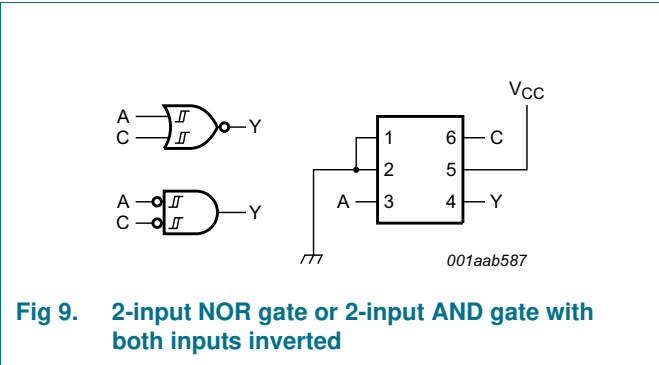 V_CC
A
C
Y
1 6 C
2 5
A
C
Y
A 3 4 Y
001aab587
Fig 9. 2-input NOR gate or 2-input AND gate with
both inputs inverted